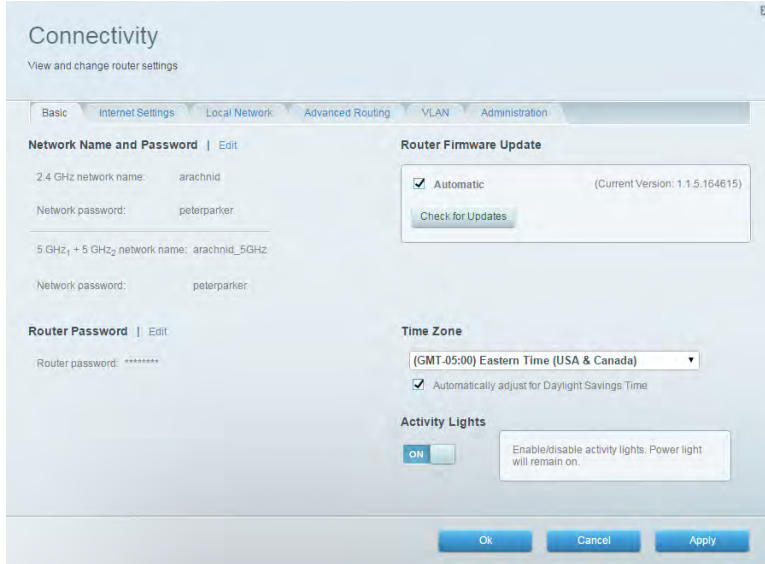 Connectivity
View and change router settings
Basic Internet Settings Local Network Advanced Routing VLAN Administration
Network Name and Password | Edit
2.4 GHz network name: arachnid
Network password: peterparker
5 GHz1 + 5 GHz2 network name: arachnid_5GHz
Network password: peterparker
Router Password | Edit
Router password: ********
Router Firmware Update
Automatic (Current Version: 1.1.5.164615)
Check for Updates
Time Zone
(GMT-05:00) Eastern Time (USA & Canada)
Automatically adjust for Daylight Savings Time
Activity Lights
ON
Enable/disable activity lights. Power light
will remain on.
Ok Cancel Apply